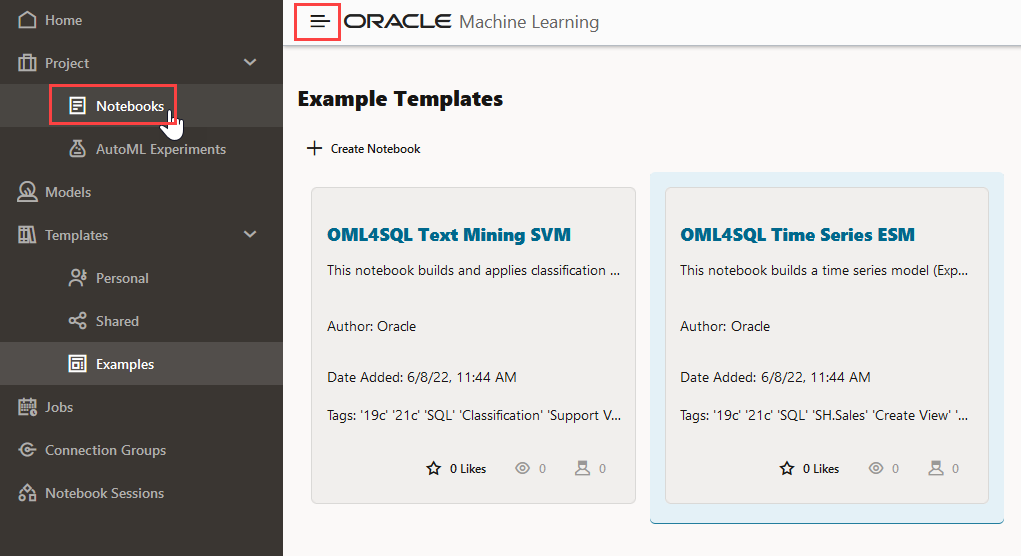 Home
Project
Notebooks
AutoML Experiments
Models
Templates
Personal
Shared
Examples
Jobs
Connection Groups
Notebook Sessions
ORACLE Machine Learning
Example Templates
Create Notebook
OML4SQL Text Mining SVM
This notebook builds and applies classification ...
Author: Oracle
Date Added: 6/8/22, 11:44 AM
Tags: '19c' '21c' 'SQL' 'Classification' 'Support V...
0 Likes 0 0
OML4SQL Time Series ESM
This notebook builds a time series model (Exp...
Author: Oracle
Date Added: 6/8/22, 11:44 AM
Tags: '19c' '21c' 'SQL' 'SH.Sales' 'Create View' '...
0 Likes 0 0